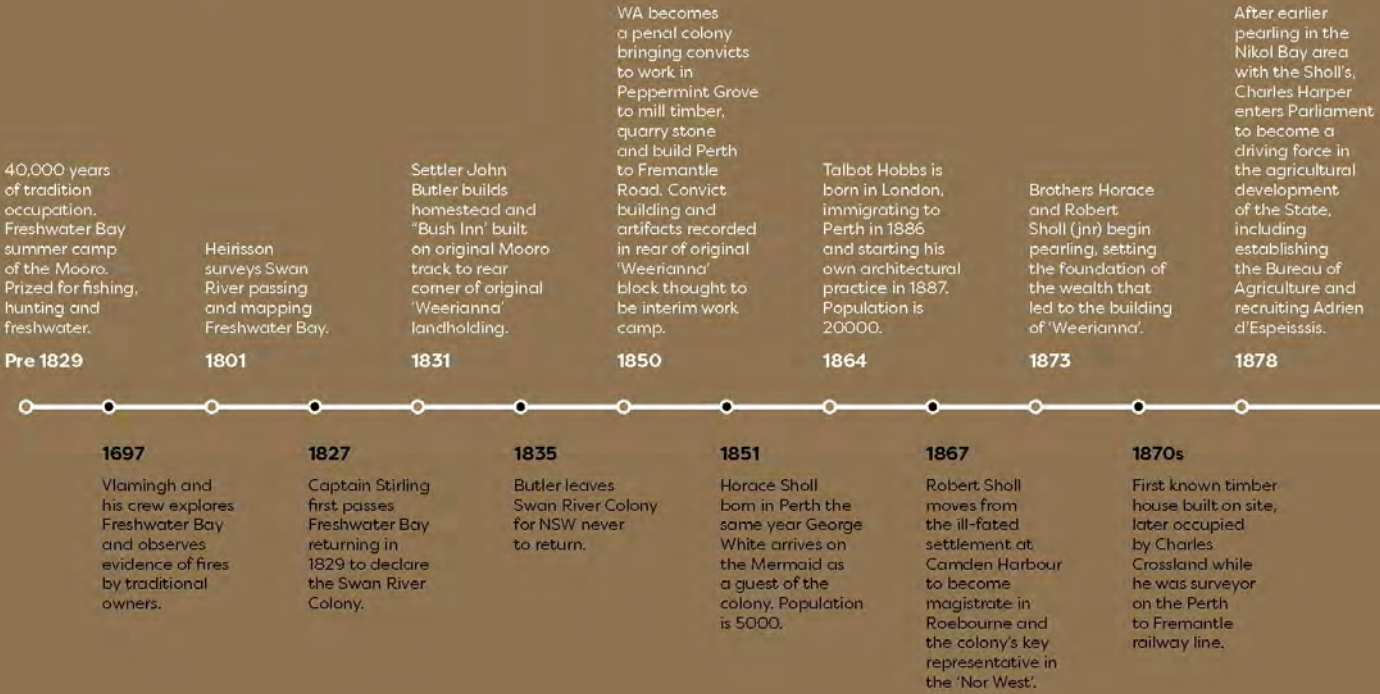 40,000 years
of tradition
occupation.
Freshwater Bay
summer camp
of the Mooro.
Prized for fishing,
hunting and
freshwater.
Pre 1829
Heirisson
surveys Swan
River passing
and mapping
Freshwater Bay.
1801
Settler John
Butler builds
homestead and
"Bush Inn' built
on original Mooro
track to rear
corner of original
'Weerianna'
landholding.
1831
WA becomes
a penal colony
bringing convicts
to work in
Peppermint Grove
to mill timber,
quarry stone
and build Perth
to Fremantle
Road. Convict
building and
artifacts recorded
in rear of original
'Weerianna'
block thought to
be interim work
camp.
1850
Talbot Hobbs is
born in London,
immigrating to
Perth in 1886
and starting his
own architectural
practice in 1887.
Population is
20000.
1864
Brothers Horace
and Robert
Sholl (jnr) begin
pearling, setting
the foundation of
the wealth that
led to the building
of 'Weerianna'.
1873
After earlier
pearling in the
Nikol Bay area
with the Sholl's,
Charles Harper
enters Parliament
to become a
driving force in
the agricultural
development
of the State,
including
establishing
the Bureau of
Agriculture and
recruiting Adrien
d'Espeisssis.
1878
1697
Vlamingh and
his crew explores
Freshwater Bay
and observes
evidence of fires
by traditional
owners.
1827
Captain Stirling
first passes
Freshwater Bay
returning in
1829 to declare
the Swan River
Colony.
1835
Butler leaves
Swan River Colony
for NSW never
to return.
1851
Horace Sholl
born in Perth the
same year George
White arrives on
the Mermaid as
a guest of the
colony. Population
is 5000.
1867
Robert Sholl
moves from
the ill-fated
settlement at
Camden Harbour
to become
magistrate in
Roebourne and
the colony's key
representative in
the 'Nor West'.
1870s
First known timber
house built on site,
later occupied
by Charles
Crossland while
he was surveyor
on the Perth
to Fremantle
railway line.